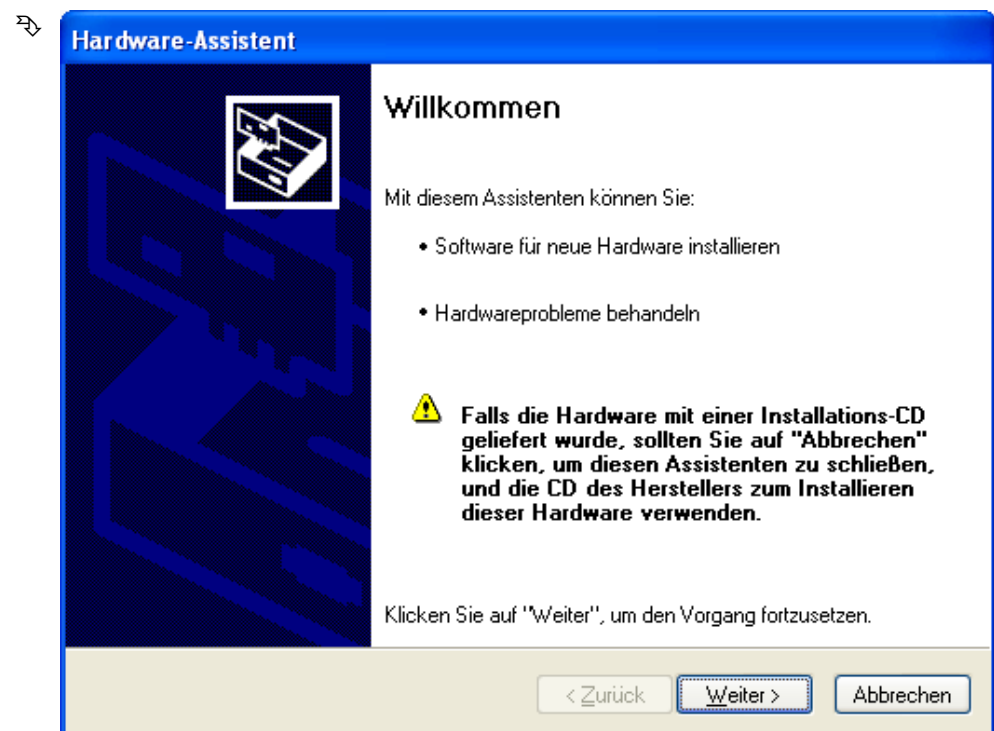 Hardware-Assistent
Willkommen
Mit diesem Assistenten können Sie:
• Software für neue Hardware installieren
• Hardwareprobleme behandeln
Falls die Hardware mit einer Installations-CD
geliefert wurde, sollten Sie auf "Abbrechen"
klicken, um diesen Assistenten zu schließen,
und die CD des Herstellers zum Installieren
dieser Hardware verwenden.
Klicken Sie auf "Weiter", um den Vorgang fortzusetzen.
< Zurück Weiter > Abbrechen